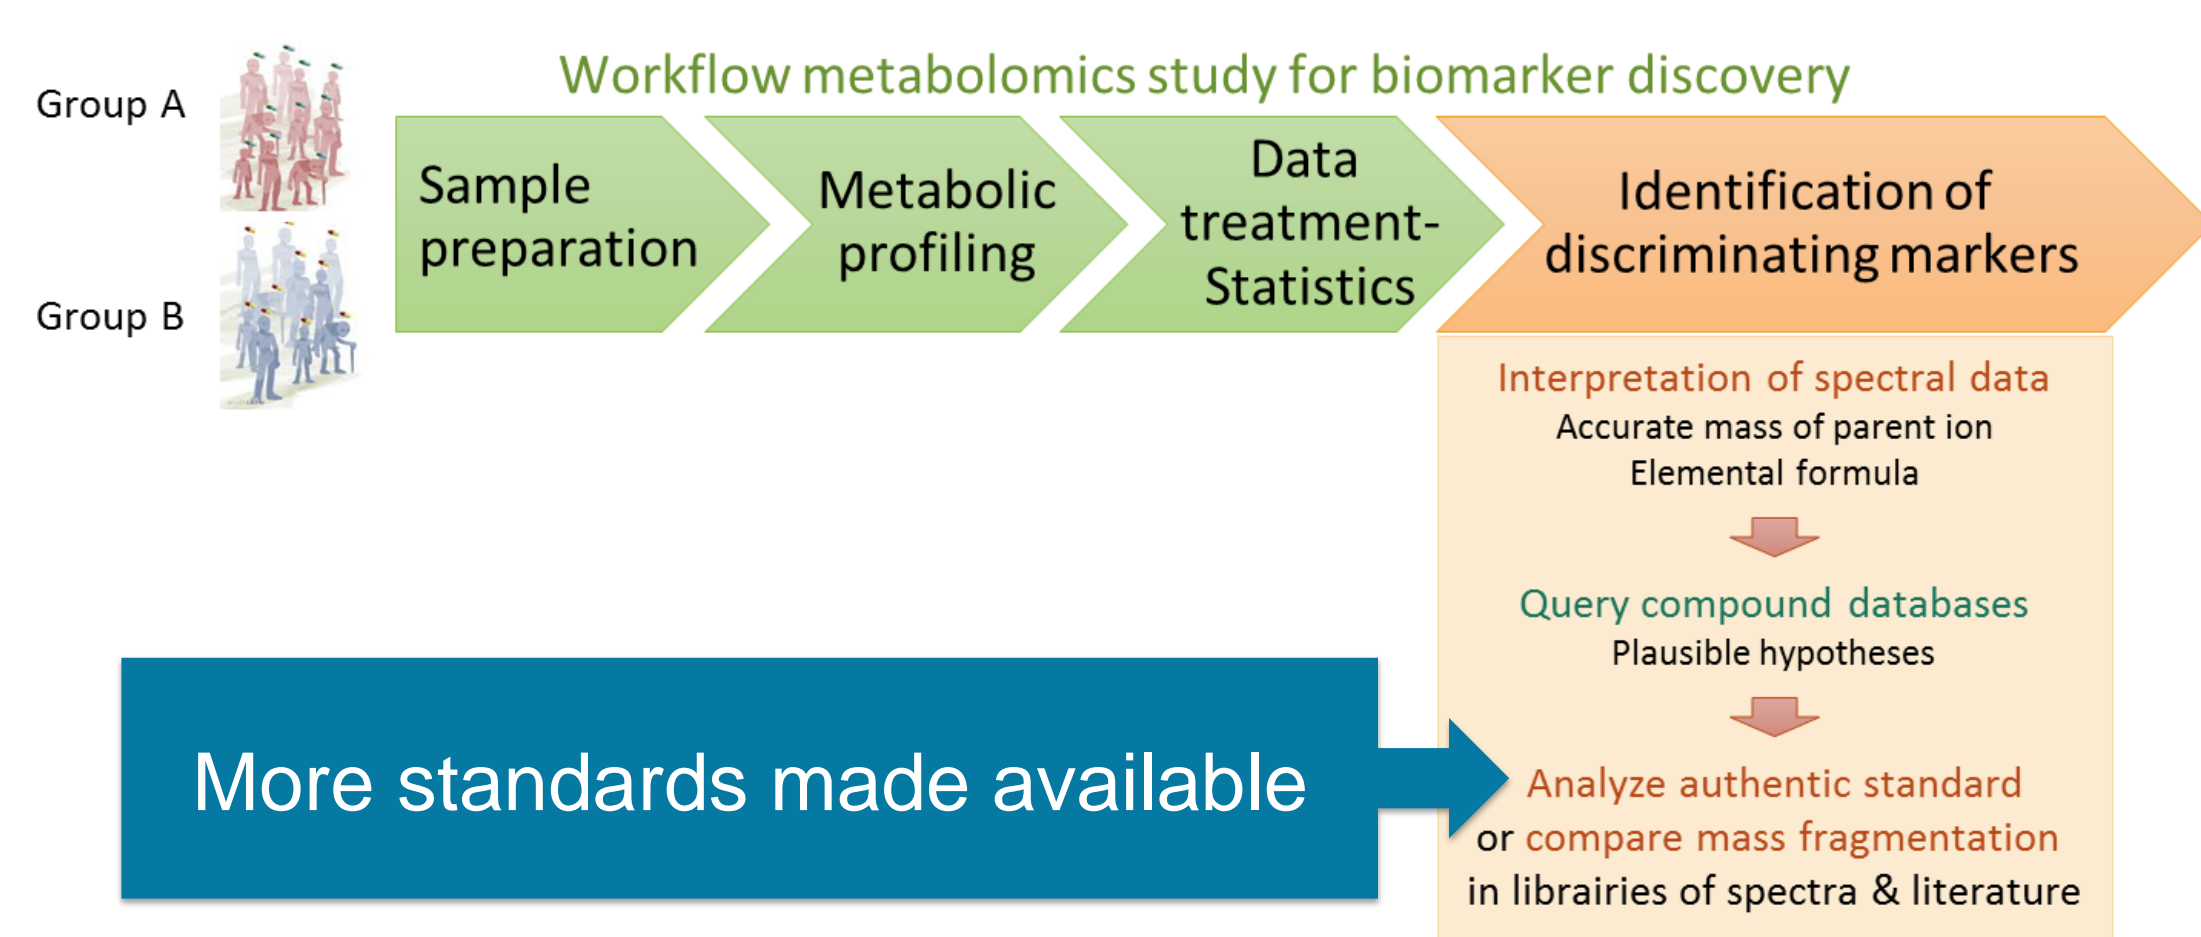 Workflow metabolomics study for biomarker discovery
Group A
Group B
Sample
preparation
Metabolic
profiling
Data
treatment-
Statistics
Identification of
discriminating markers
Interpretation of spectral data
Accurate mass of parent ion
Elemental formula
Query compound databases
Plausible hypotheses
More standards made available
Analyze authentic standard
or compare mass fragmentation
in librairies of spectra & literature